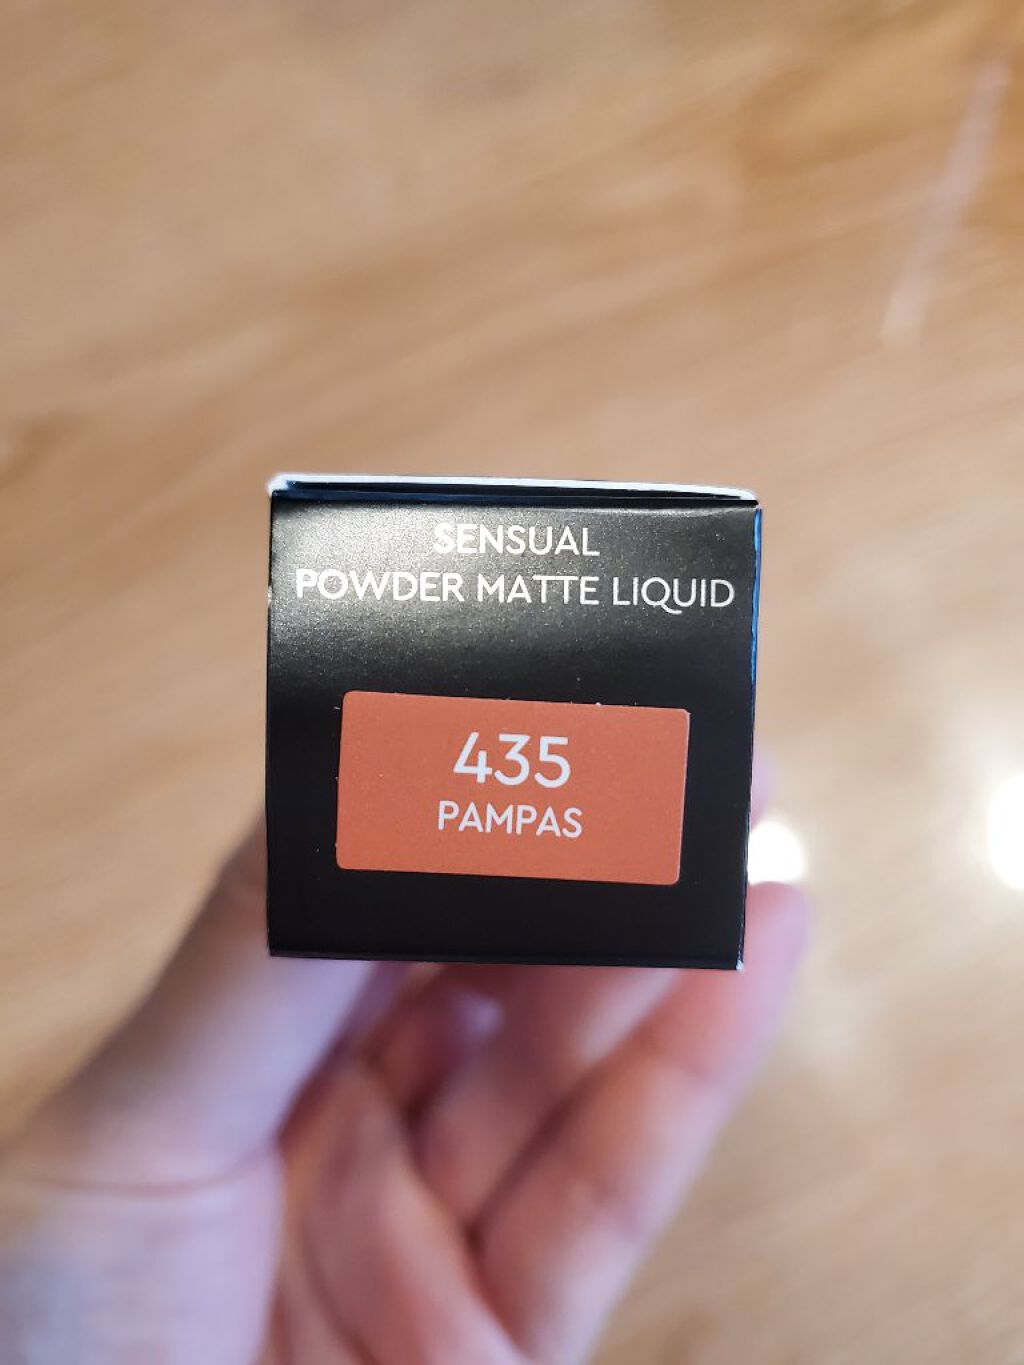 SENSUAL
POWDER MATTE LIQUID
435
PAMPAS